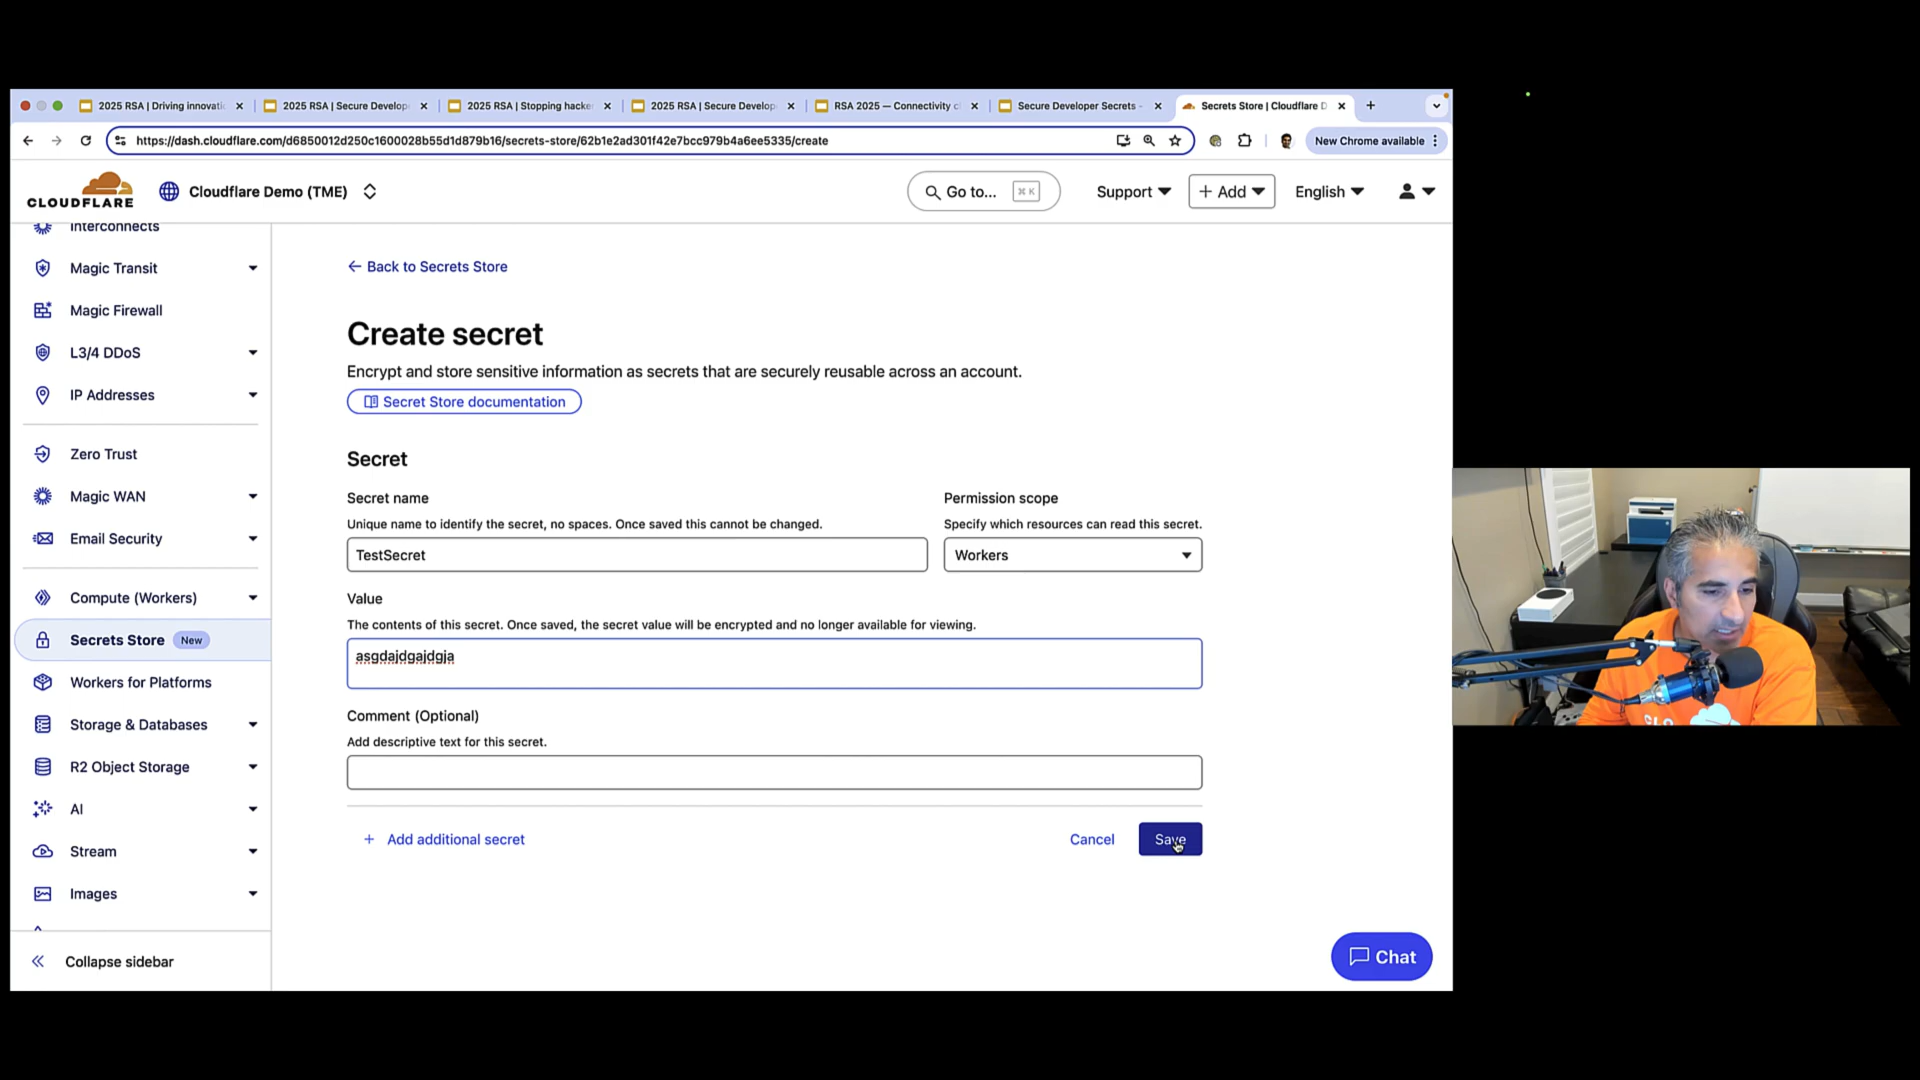 2025 RSA | Driving innovati
2025 RSA | Secure Develop
2025 RSA | Stopping hacke
2025 RSA | Secure Develop
RSA 2025 — Connectivity c
Secure Developer Secrets -
Secrets Store | Cloudflare D
https://dash.cloudflare.com/d6850012d250c1600028b55d1d879b16/secrets-store/62b1e2ad301f42e7bcc979b4a6ee5335/create
New Chrome available
CLOUDFLARE
Cloudflare Demo (TME)
Go to...
⌘ K
Support
+ Add
English
Interconnects
Magic Transit
Magic Firewall
L3/4 DDoS
IP Addresses
Zero Trust
Magic WAN
Email Security
Compute (Workers)
Secrets Store New
Workers for Platforms
Storage & Databases
R2 Object Storage
AI
Stream
Images
Collapse sidebar
← Back to Secrets Store
Create secret
Encrypt and store sensitive information as secrets that are securely reusable across an account.
Secret Store documentation
Secret
Secret name
Unique name to identify the secret, no spaces. Once saved this cannot be changed.
TestSecret
Permission scope
Specify which resources can read this secret.
Workers
Value
The contents of this secret. Once saved, the secret value will be encrypted and no longer available for viewing.
asgdajdgajdgja
Comment (Optional)
Add descriptive text for this secret.
+ Add additional secret
Cancel
Save
Chat
CLO